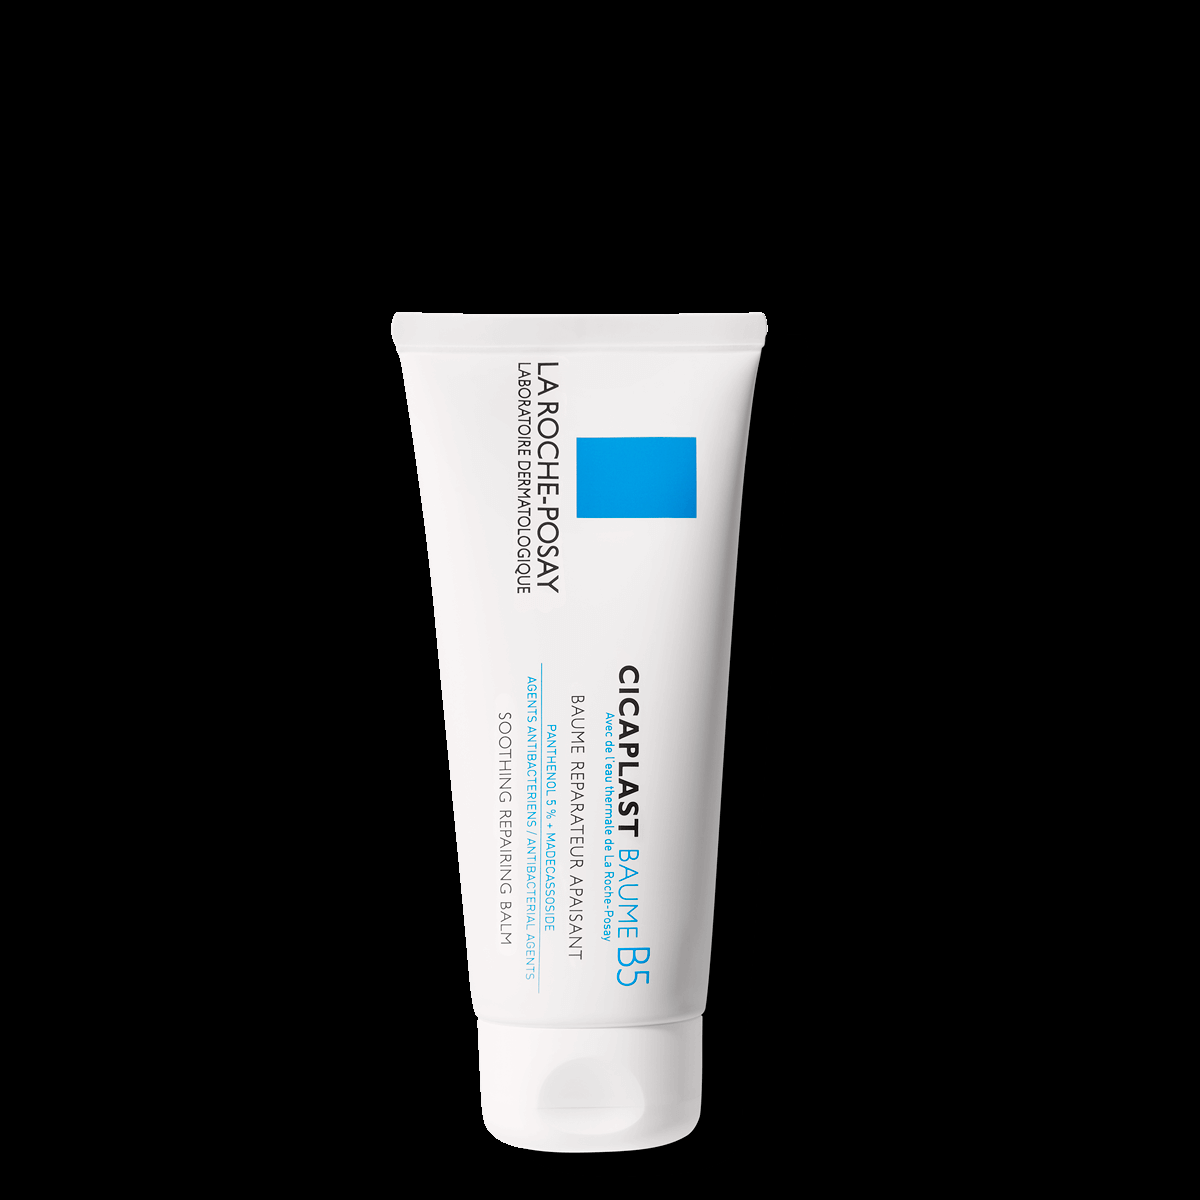 LA ROCHE-POSAY
LABORATOIRE DERMATOLOGIQUE
CICAPLAST BAUME B5
Avec de l'eau thermale de La Roche-Posay
BAUME REPARATEUR APAISANT
PANTHENOL 5 % + MADECASSOSIDE
AGENTS ANTIBACTERIENS / ANTIBACTERIAL AGENTS
SOOTHING REPAIRING BALM